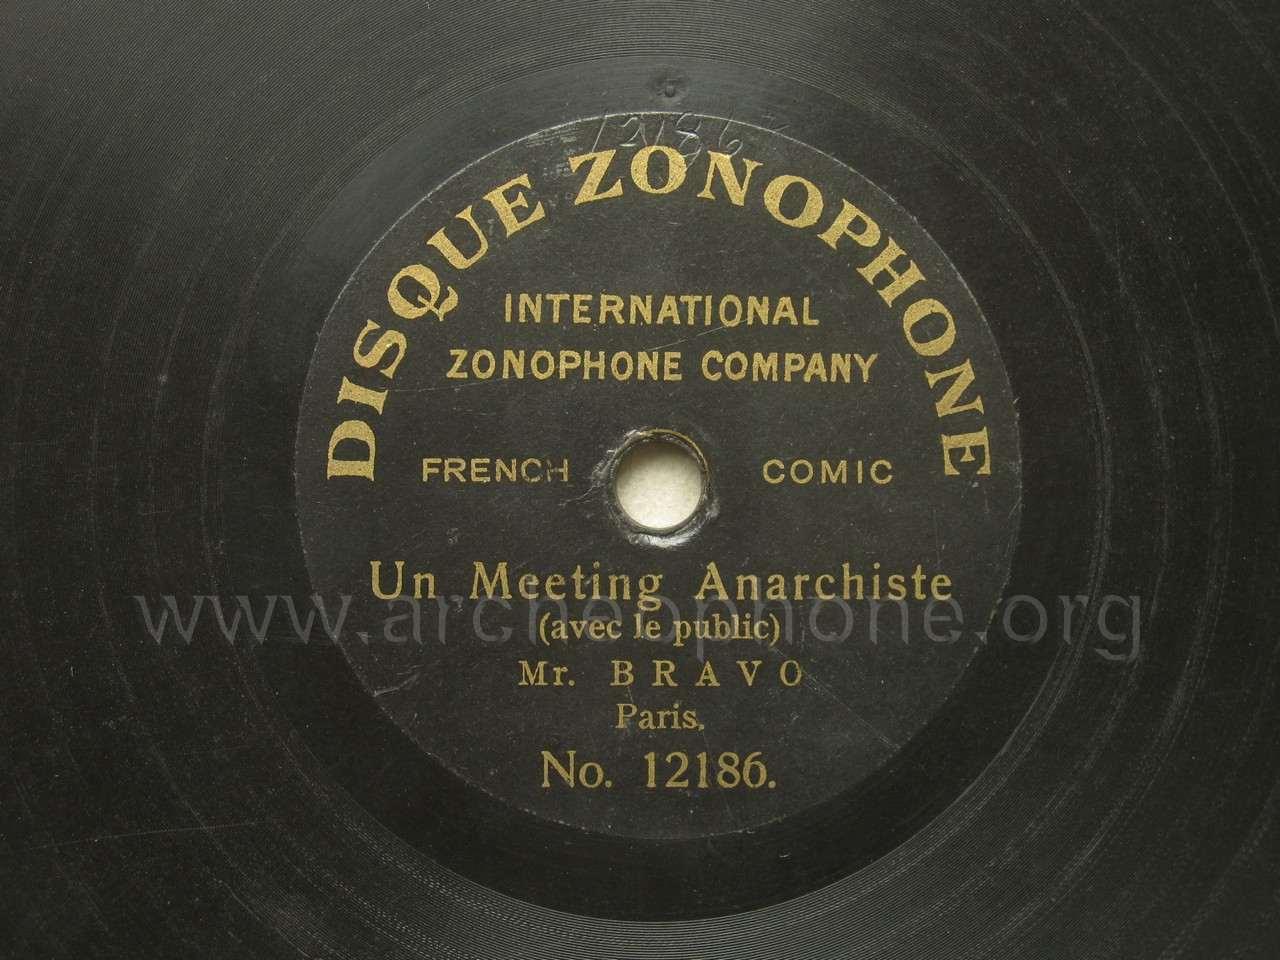 12186
DISQUE ZONOPHONE
INTERNATIONAL
ZONOPHONE COMPANY
FRENCH COMIC
Un Meeting Anarchiste
www.archeophone.org
(avec le public)
Mr. BRAVO
Paris.
No. 12186.